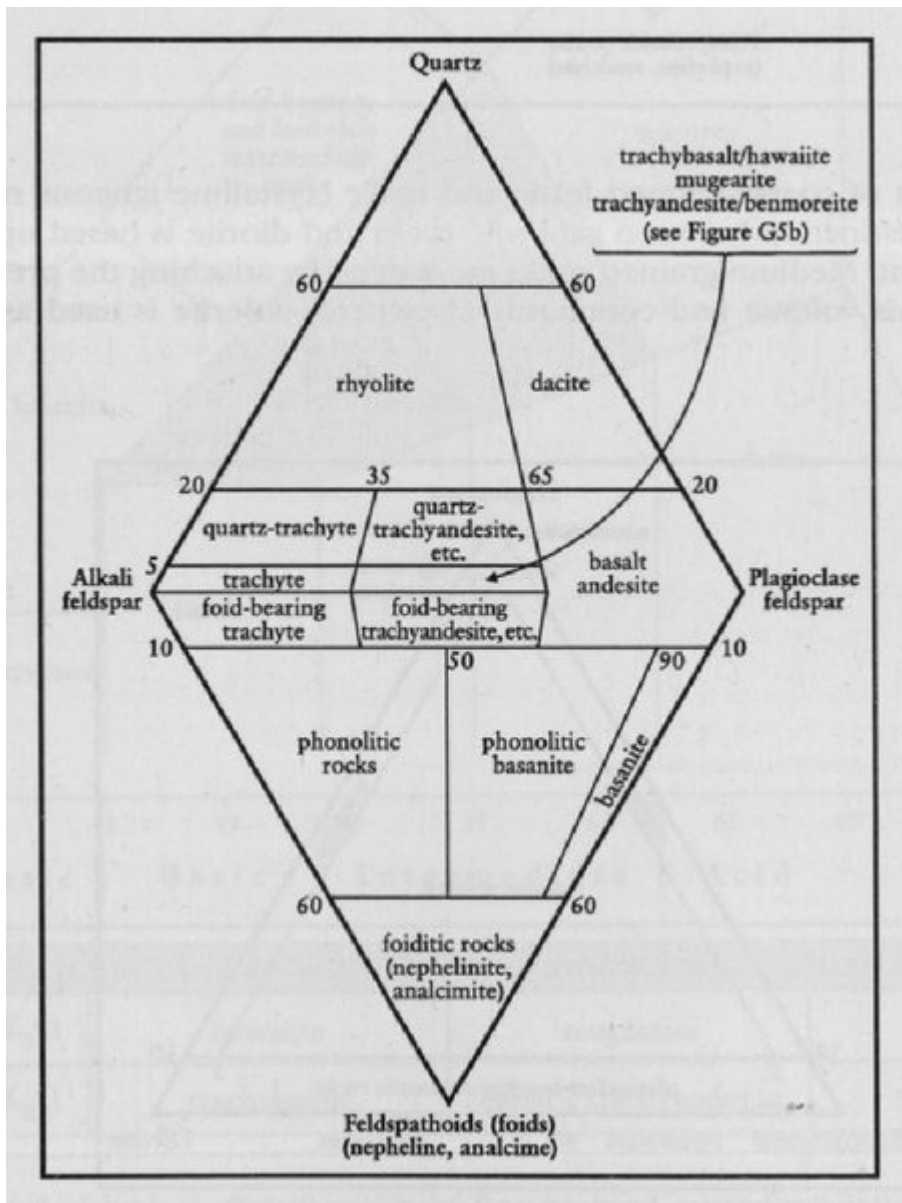 Quartz
trachybasalt/hawaiite
mugearite
trachyandesite/benmoreite
(see Figure G5b)
60
60
rhyolite
dacite
20
35
65
20
quartz-trachyte
quartz-
trachyandesite,
etc.
basalt
andesite
5
Alkali
feldspar
trachyte
Plagioclase
feldspar
foid-bearing
trachyte
foid-bearing
trachyandesite, etc.
10
50
90
10
phonolitic
rocks
phonolitic
basanite
basanite
60
60
foiditic rocks
(nephelinite,
analcimite)
Feldspathoids (foids)
(nepheline, analcime)